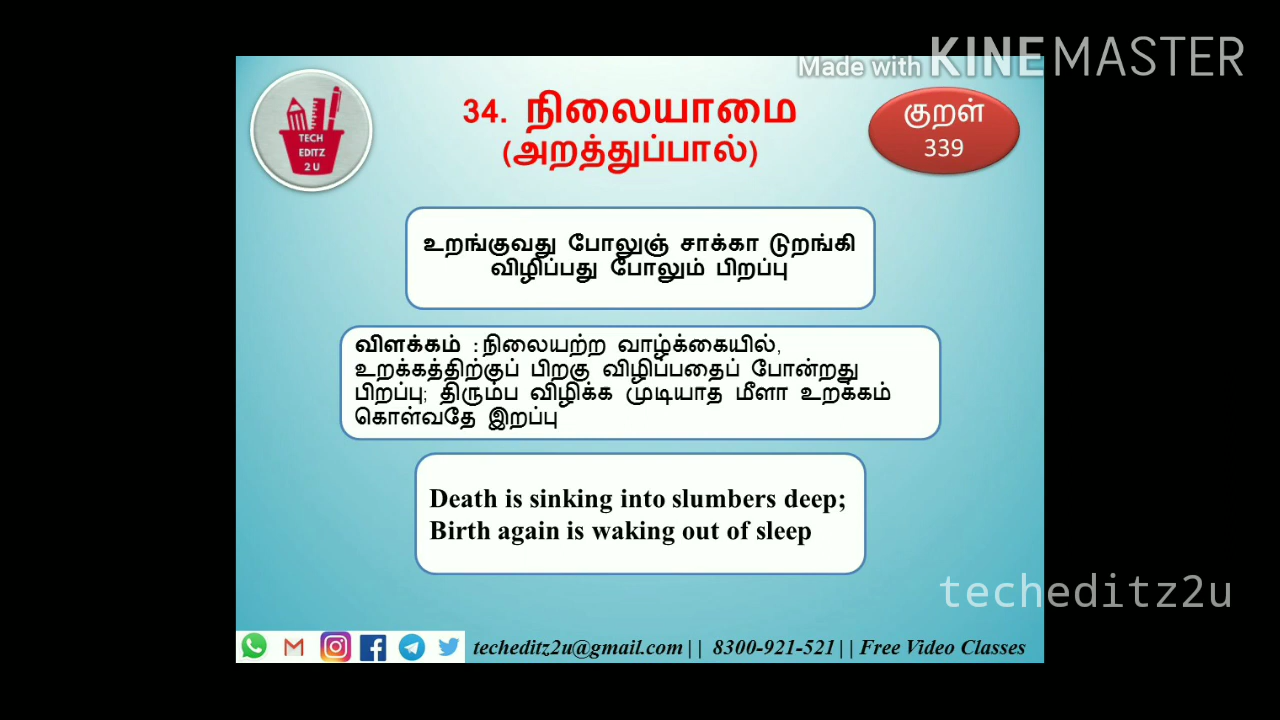 Made with KINEMASTER
TECH
EDITZ
2 U
34. நிலையாமை
(அறத்துப்பால்)
குறள்
339
உறங்குவது போலுஞ் சாக்கா டுறங்கி
விழிப்பது போலும் பிறப்பு
விளக்கம் :நிலையற்ற வாழ்க்கையில்,
உறக்கத்திற்குப் பிறகு விழிப்பதைப் போன்றது
பிறப்பு; திரும்ப விழிக்க முடியாத மீளா உறக்கம்
கொள்வதே இறப்பு
Death is sinking into slumbers deep;
Birth again is waking out of sleep
techeditz2u
techeditz2u@gmail.com|| 8300-921-521||Free Video Classes